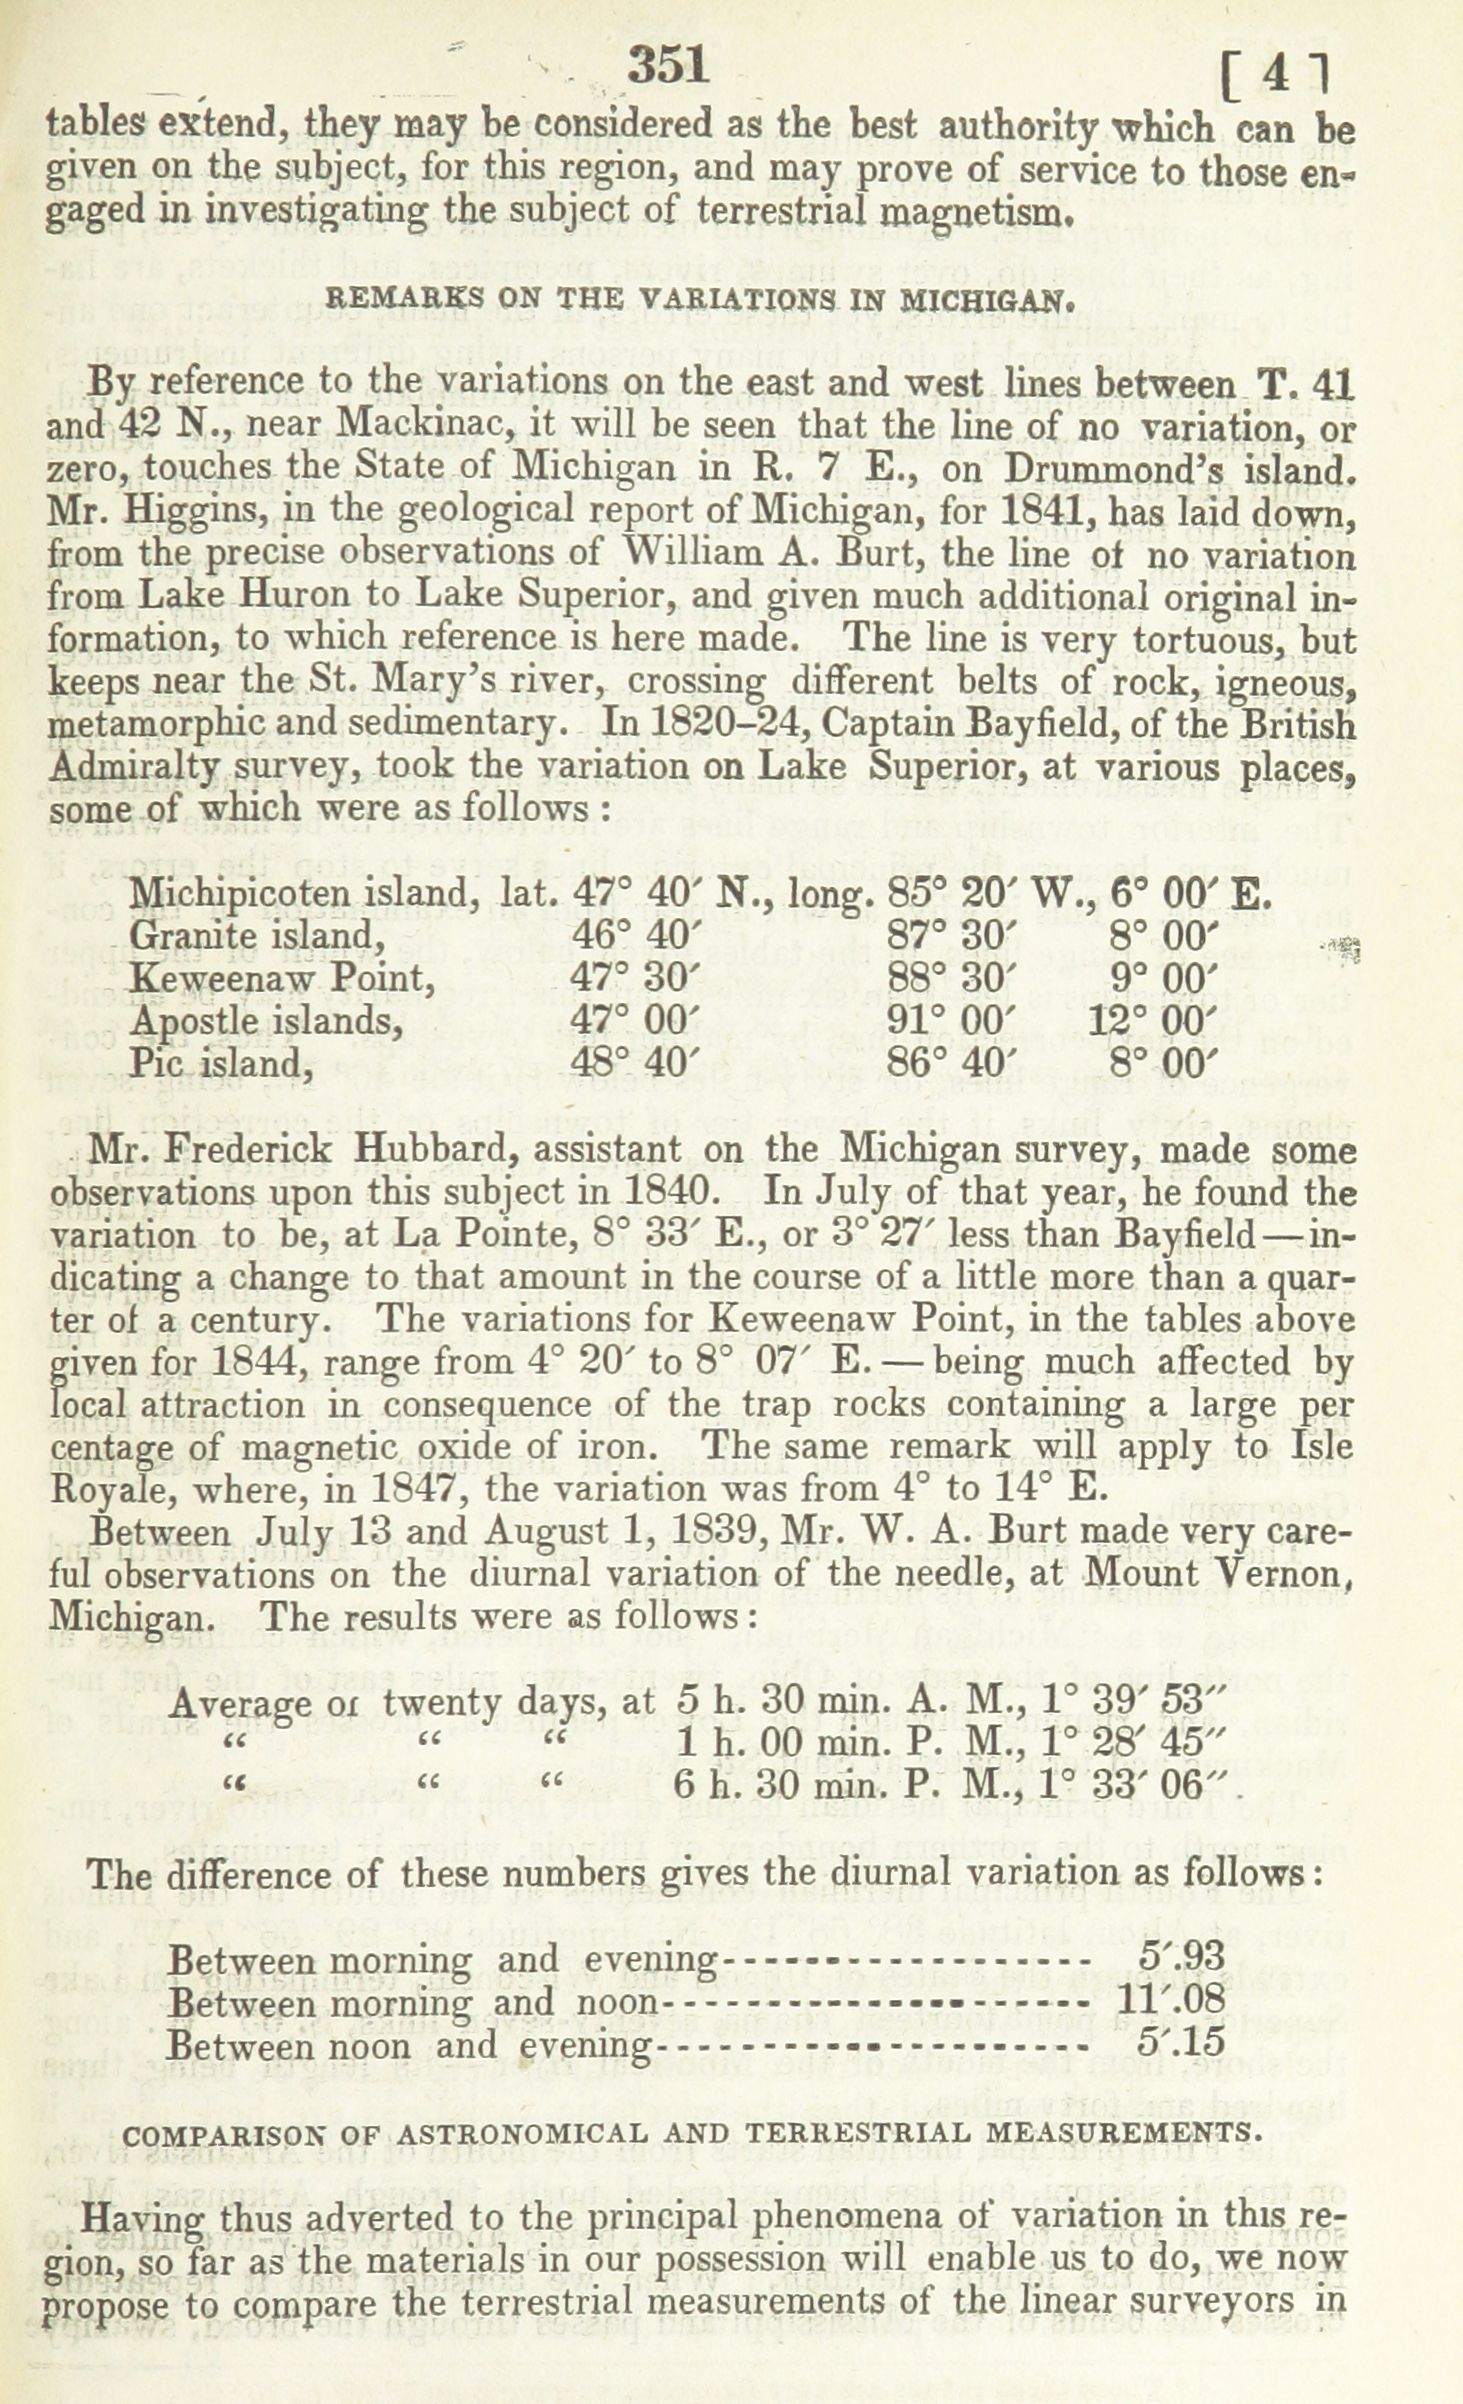 351
[ 4 ]
tables extend, they may be considered as the best authority which can be
given on the subject, for this region, and may prove of service to those en-
gaged in investigating the subject of terrestrial magnetism.
REMARKS ON THE VARIATIONS IN MICHIGAN.
By reference to the variations on the east and west lines between T. 41
and 42 N., near Mackinac, it will be seen that the line of no variation, or
zero, touches the State of Michigan in R. 7 E., on Drummond's island.
Mr. Higgins, in the geological report of Michigan, for 1841, has laid down,
from the precise observations of William A. Burt, the line of no variation
from Lake Huron to Lake Superior, and given much additional original in-
formation, to which reference is here made. The line is very tortuous, but
keeps near the St. Mary's river, crossing different belts of rock, igneous,
metamorphic and sedimentary. In 1820–24, Captain Bayfield, of the British
Admiralty survey, took the variation on Lake Superior, at various places,
some of which were as follows:
Michipicoten island, lat. 47° 40′ N., long. 85° 20′ W., 6° 00′ E.
Granite island, 46° 40′ 87° 30′ 8° 00′
Keweenaw Point, 47° 30′ 88° 30′ 9° 00′
Apostle islands, 47° 00′ 91° 00′ 12° 00′
Pic island, 48° 40′ 86° 40′ 8° 00′
Mr. Frederick Hubbard, assistant on the Michigan survey, made some
observations upon this subject in 1840. In July of that year, he found the
variation to be, at La Pointe, 8° 33′ E., or 3° 27′ less than Bayfield—in-
dicating a change to that amount in the course of a little more than a quar-
ter of a century. The variations for Keweenaw Point, in the tables above
given for 1844, range from 4° 20′ to 8° 07′ E.—being much affected by
local attraction in consequence of the trap rocks containing a large per
centage of magnetic oxide of iron. The same remark will apply to Isle
Royale, where, in 1847, the variation was from 4° to 14° E.
Between July 13 and August 1, 1839, Mr. W. A. Burt made very care-
ful observations on the diurnal variation of the needle, at Mount Vernon,
Michigan. The results were as follows:
Average of twenty days, at 5 h. 30 min. A. M., 1° 39′ 53″
“ “ “ 1 h. 00 min. P. M., 1° 28′ 45″
“ “ “ 6 h. 30 min. P. M., 1° 33′ 06″.
The difference of these numbers gives the diurnal variation as follows:
Between morning and evening------------------ 5′.93
Between morning and noon--------------------- 11′.08
Between noon and evening--------------------- 5′.15
COMPARISON OF ASTRONOMICAL AND TERRESTRIAL MEASUREMENTS.
Having thus adverted to the principal phenomena of variation in this re-
gion, so far as the materials in our possession will enable us to do, we now
propose to compare the terrestrial measurements of the linear surveyors in